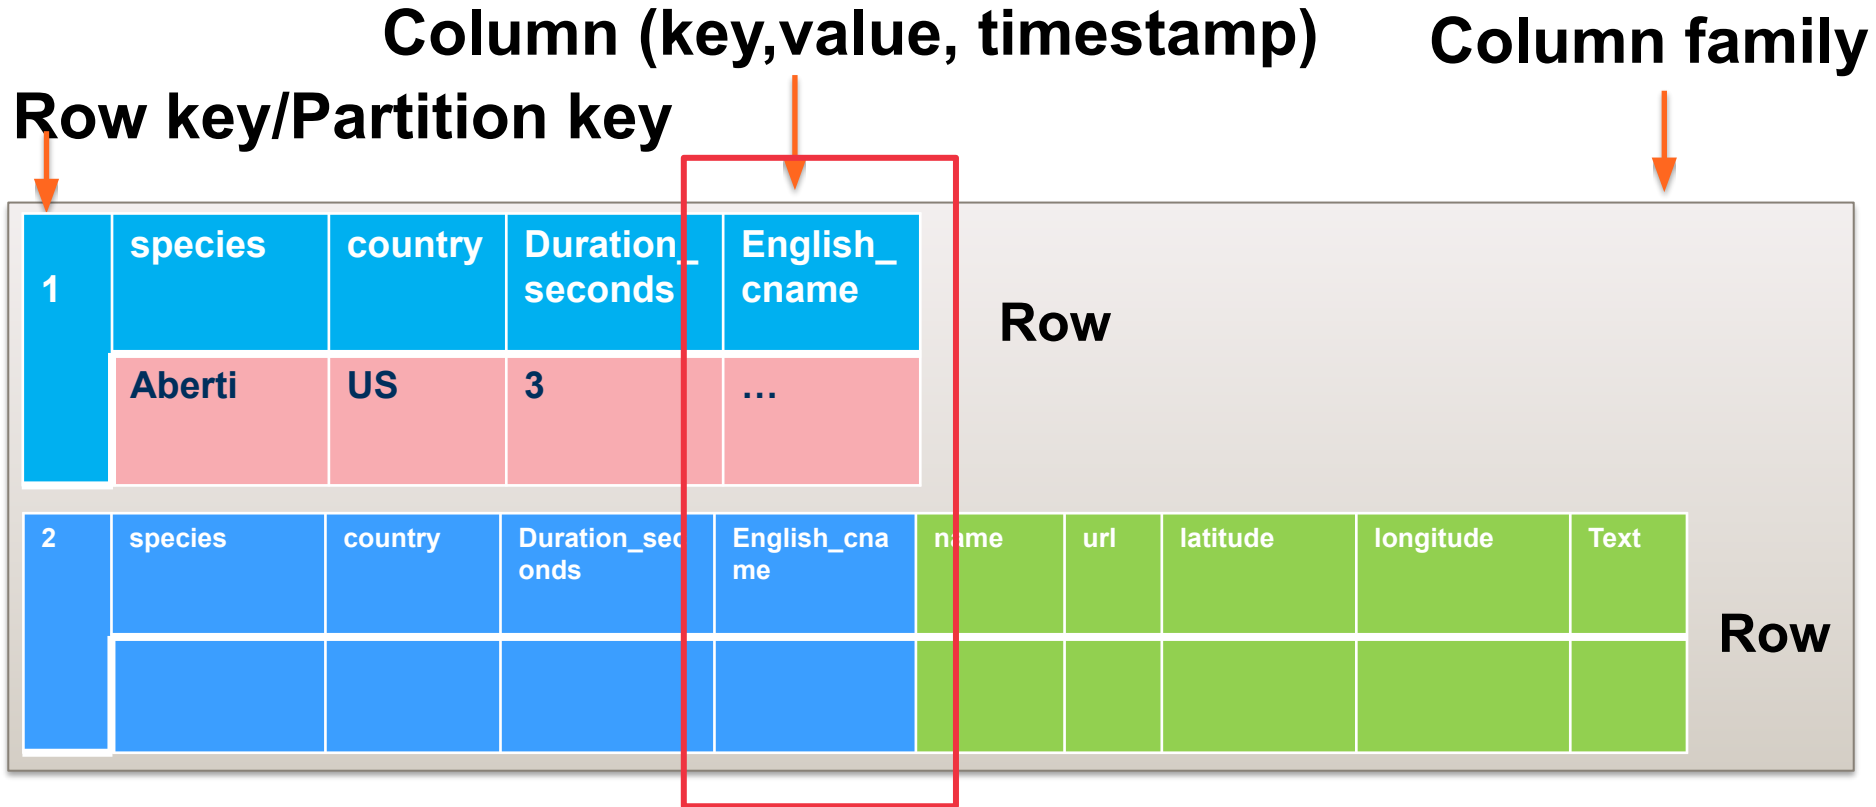 Column (key,value, timestamp)
Column family
Row key/Partition key
1
species
country
Duration_
seconds
English_
cname
Row
Aberti
US
3
…
2
species
country
Duration_sec
onds
English_cna
me
name
url
latitude
longitude
Text
Row